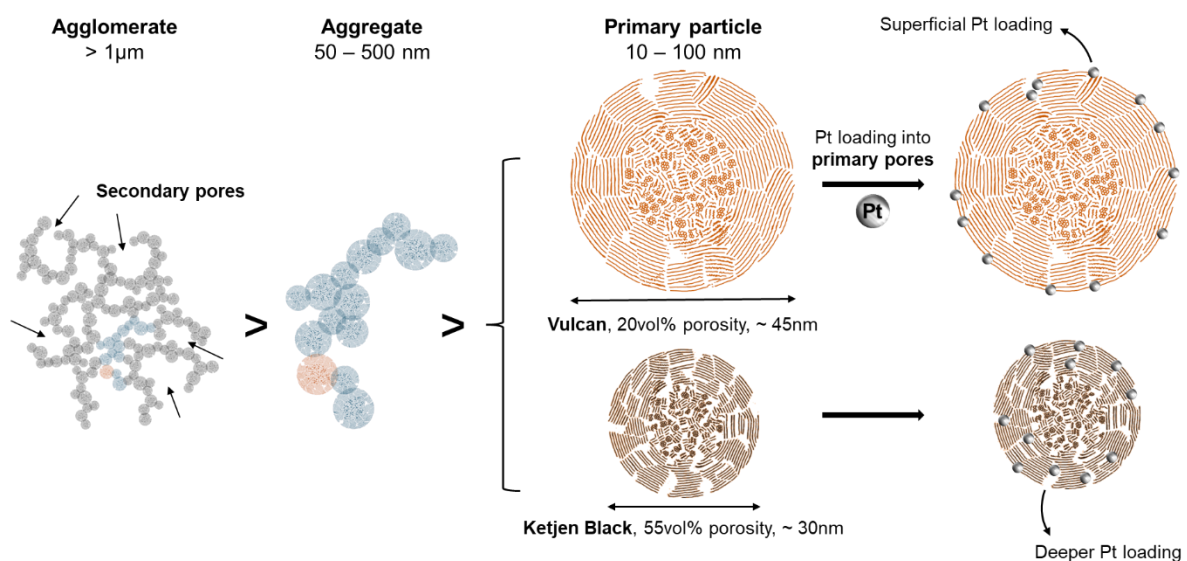 Agglomerate
> 1µm
Aggregate
50 – 500 nm
Primary particle
10 – 100 nm
Superficial Pt loading
Secondary pores
Pt loading into
primary pores
Pt
>
>
Vulcan, 20vol% porosity, ~ 45nm
Ketjen Black, 55vol% porosity, ~ 30nm
Deeper Pt loading